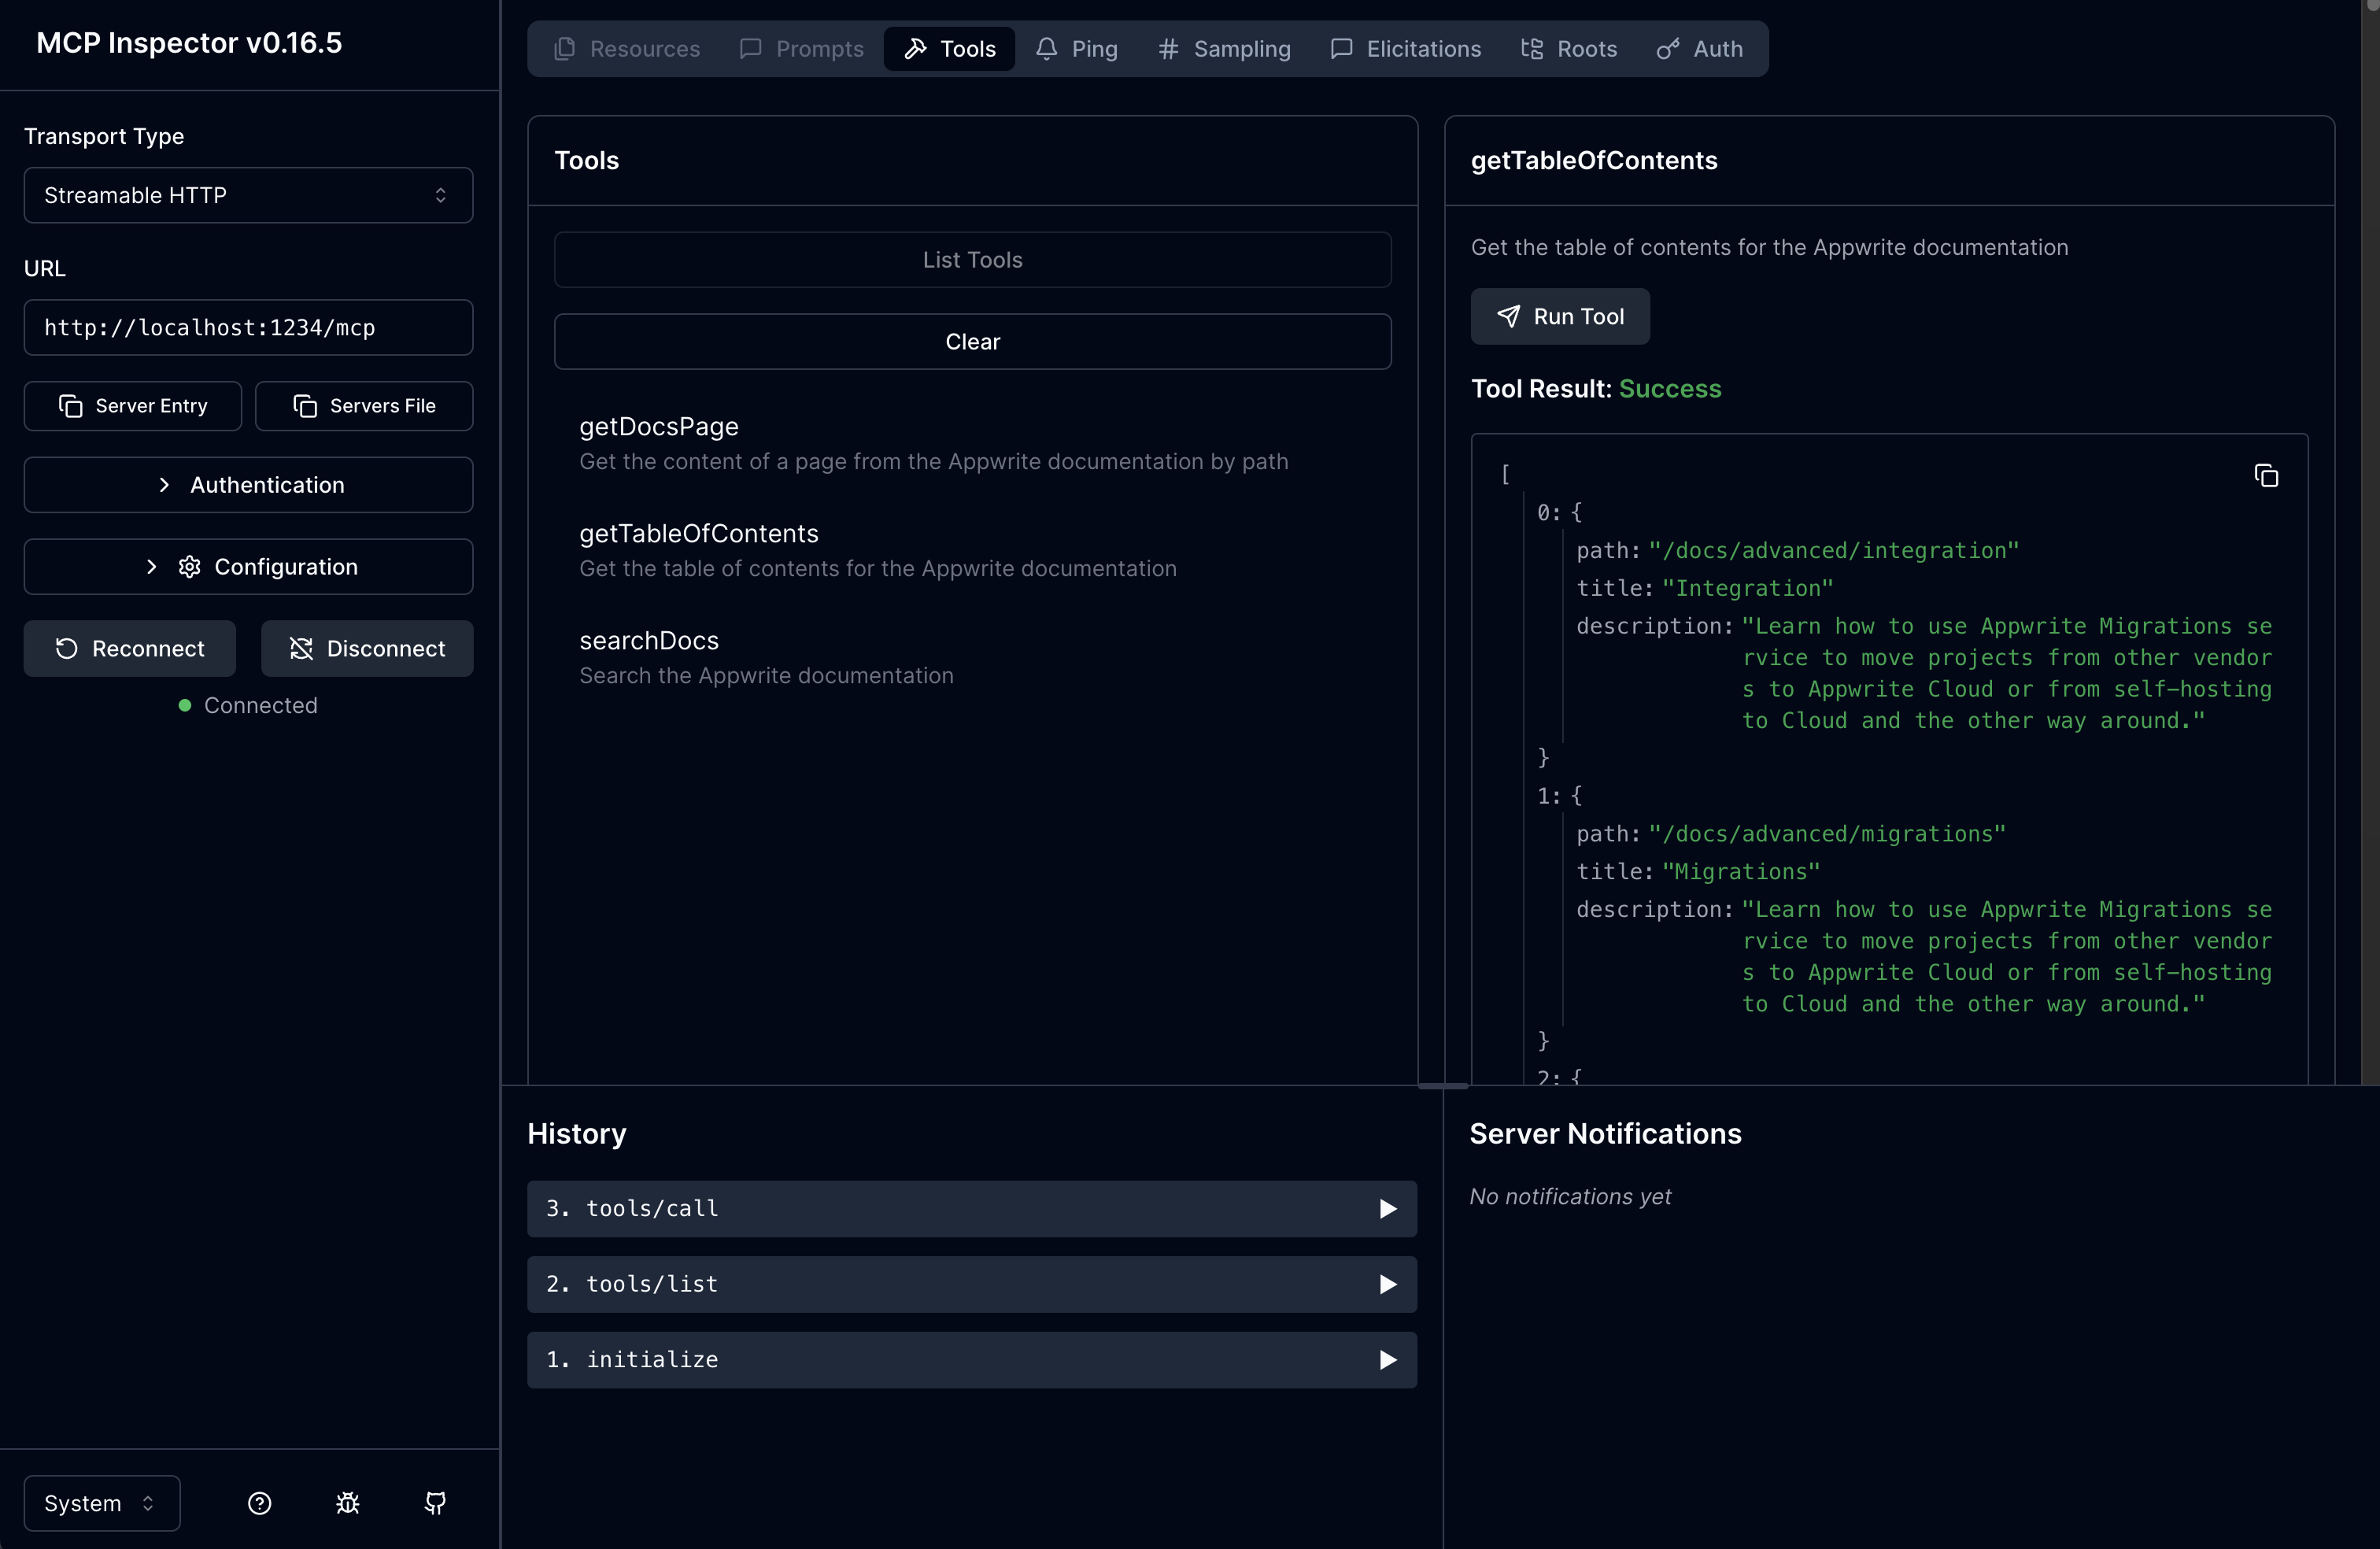 MCP Inspector v0.16.5
Transport Type
Streamable HTTP
URL
http://localhost:1234/mcp
Server Entry
Servers File
Authentication
Configuration
Reconnect
Disconnect
Connected
System
Resources
Prompts
Tools
Ping
Sampling
Elicitations
Roots
Auth
Tools
List Tools
Clear
getDocsPage
Get the content of a page from the Appwrite documentation by path
getTableOfContents
Get the table of contents for the Appwrite documentation
searchDocs
Search the Appwrite documentation
getTableOfContents
Get the table of contents for the Appwrite documentation
Run Tool
Tool Result: Success
[
0: {
path: "/docs/advanced/integration"
title: "Integration"
description: "Learn how to use Appwrite Migrations se
rvice to move projects from other vendor
s to Appwrite Cloud or from self-hosting
to Cloud and the other way around."
}
1: {
path: "/docs/advanced/migrations"
title: "Migrations"
description: "Learn how to use Appwrite Migrations se
rvice to move projects from other vendor
s to Appwrite Cloud or from self-hosting
to Cloud and the other way around."
}
2: {
History
3. tools/call
2. tools/list
1. initialize
Server Notifications
No notifications yet